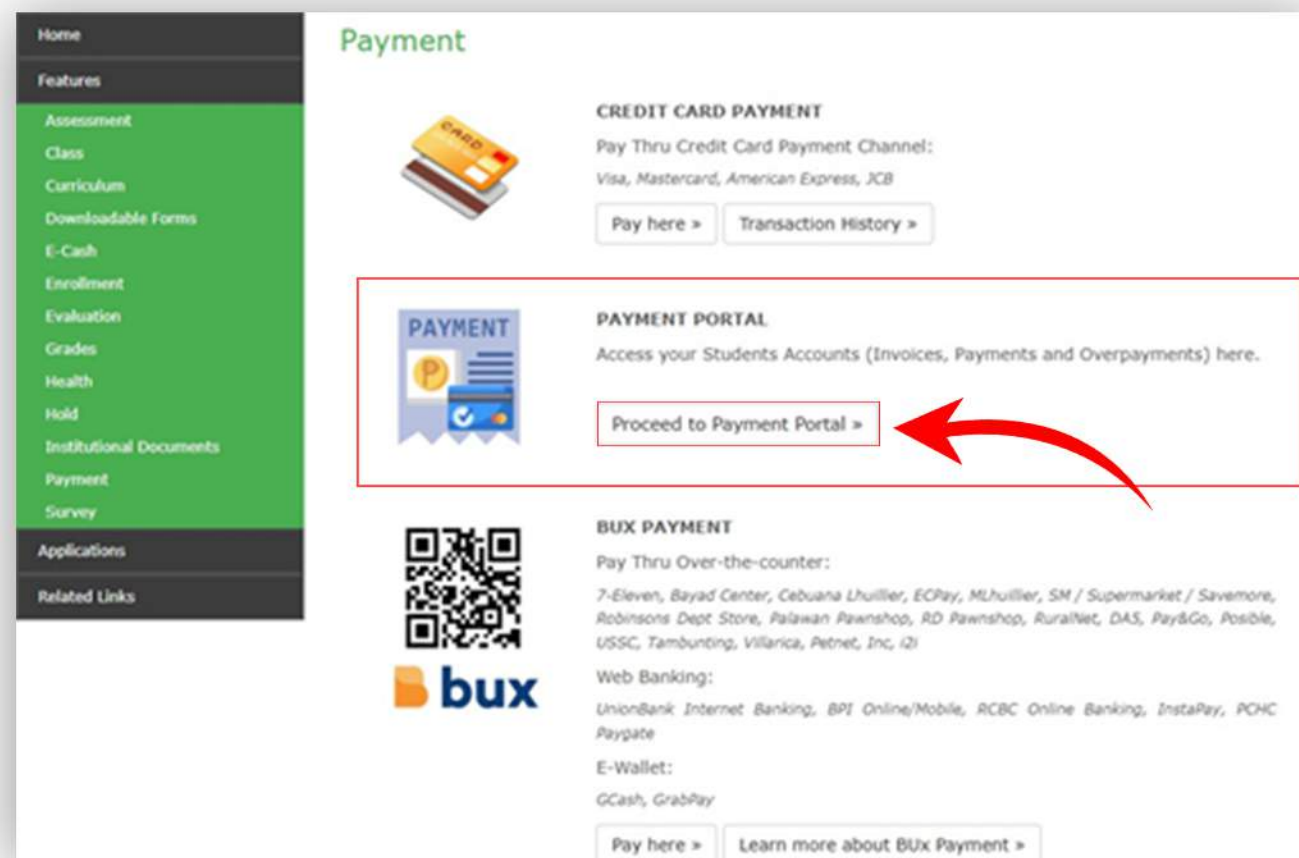 Home
Features
Assessment
Class
Curriculum
Downloadable Forms
E-Cash
Enrollment
Evaluation
Grades
Health
Hold
Institutional Documents
Payment
Survey
Applications
Related Links
Payment
CARD
CREDIT CARD PAYMENT
Pay Thru Credit Card Payment Channel:
Visa, Mastercard, American Express, JCB
Pay here » Transaction History »
PAYMENT
P
PAYMENT PORTAL
Access your Students Accounts (Invoices, Payments and Overpayments) here.
Proceed to Payment Portal »
bux
BUX PAYMENT
Pay Thru Over-the-counter:
7-Eleven, Bayad Center, Cebuana Lhuillier, ECPay, MLhuillier, SM / Supermarket / Savemore,
Robinsons Dept Store, Palawan Pawnshop, RD Pawnshop, RuralNet, DAS, Pay&Go, Posible,
USSC, Tambunting, Villarica, Petnet, Inc, i2i
Web Banking:
UnionBank Internet Banking, BPI Online/Mobile, RCBC Online Banking, InstaPay, PCHC
Paygate
E-Wallet:
GCash, GrabPay
Pay here » Learn more about BUx Payment »